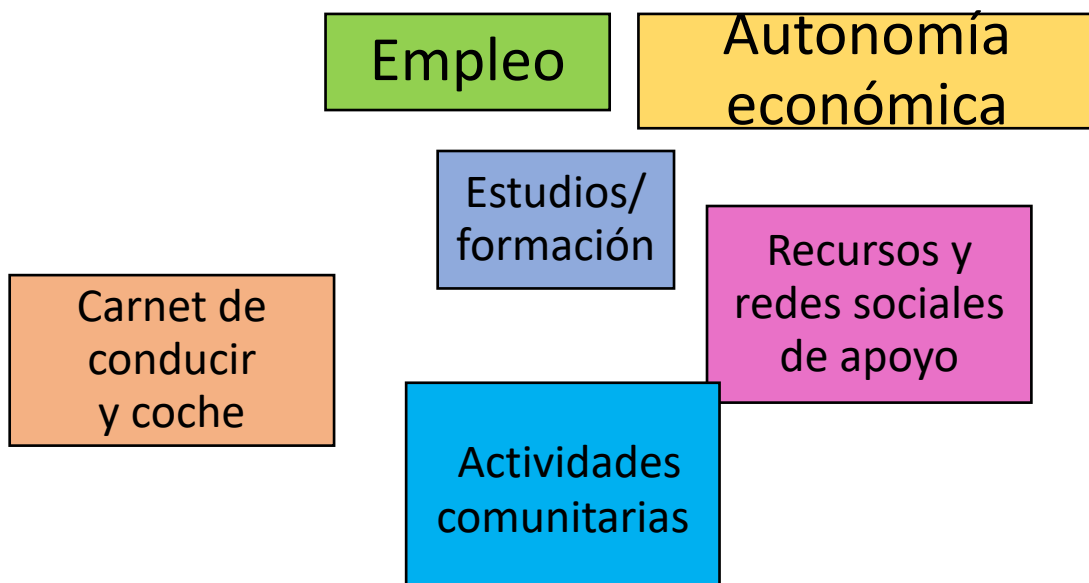 Empleo
Autonomía
económica
Estudios/
formación
Recursos y
redes sociales
de apoyo
Carnet de
conducir
y coche
Actividades
comunitarias